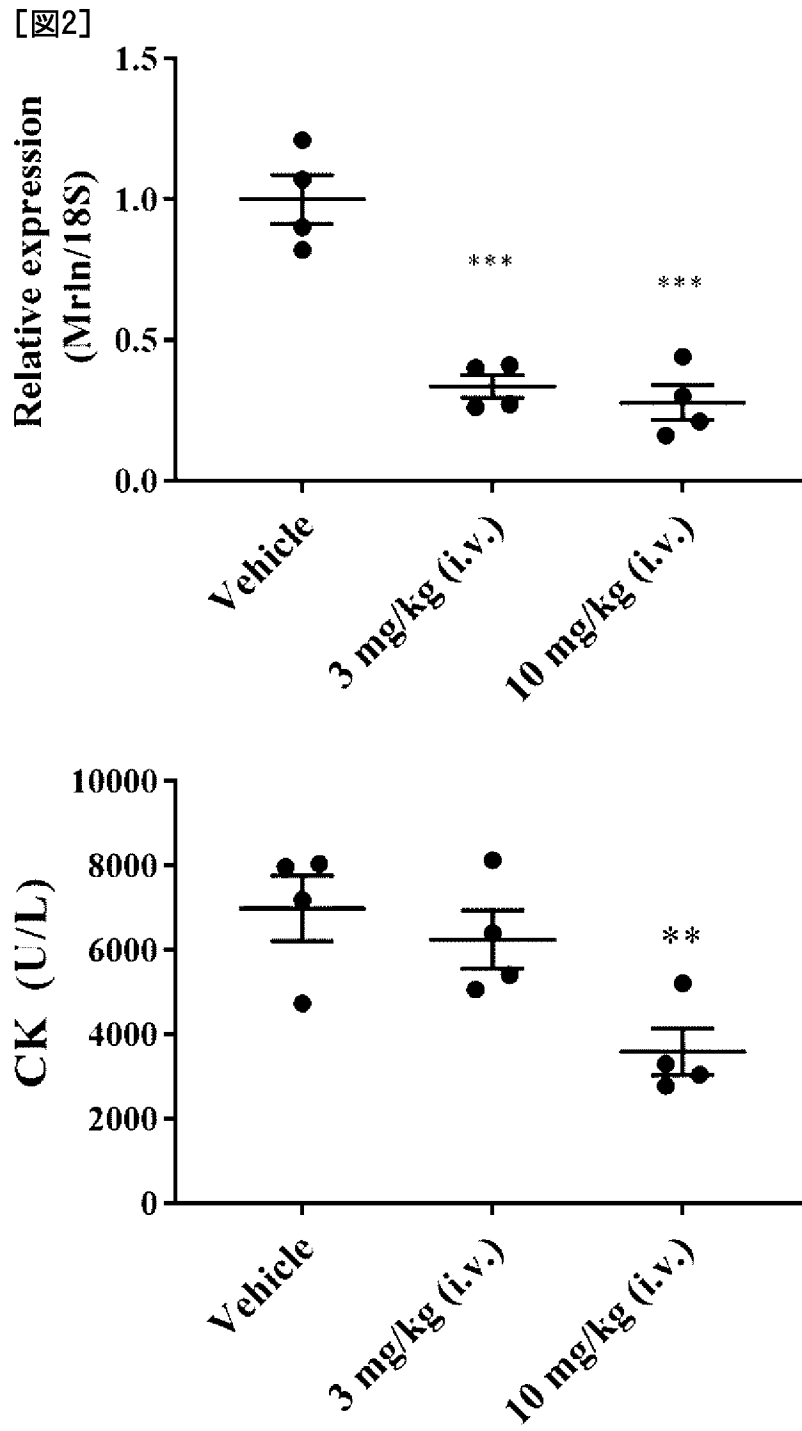 [図2]
Relative expression
(Mrln/18S)
1.5
1.0
0.5
0.0
***
***
Vehicle
3 mg/kg (i.v.)
10 mg/kg (i.v.)
CK (U/L)
10000
8000
6000
4000
2000
0
**
Vehicle
3 mg/kg (i.v.)
10 mg/kg (i.v.)